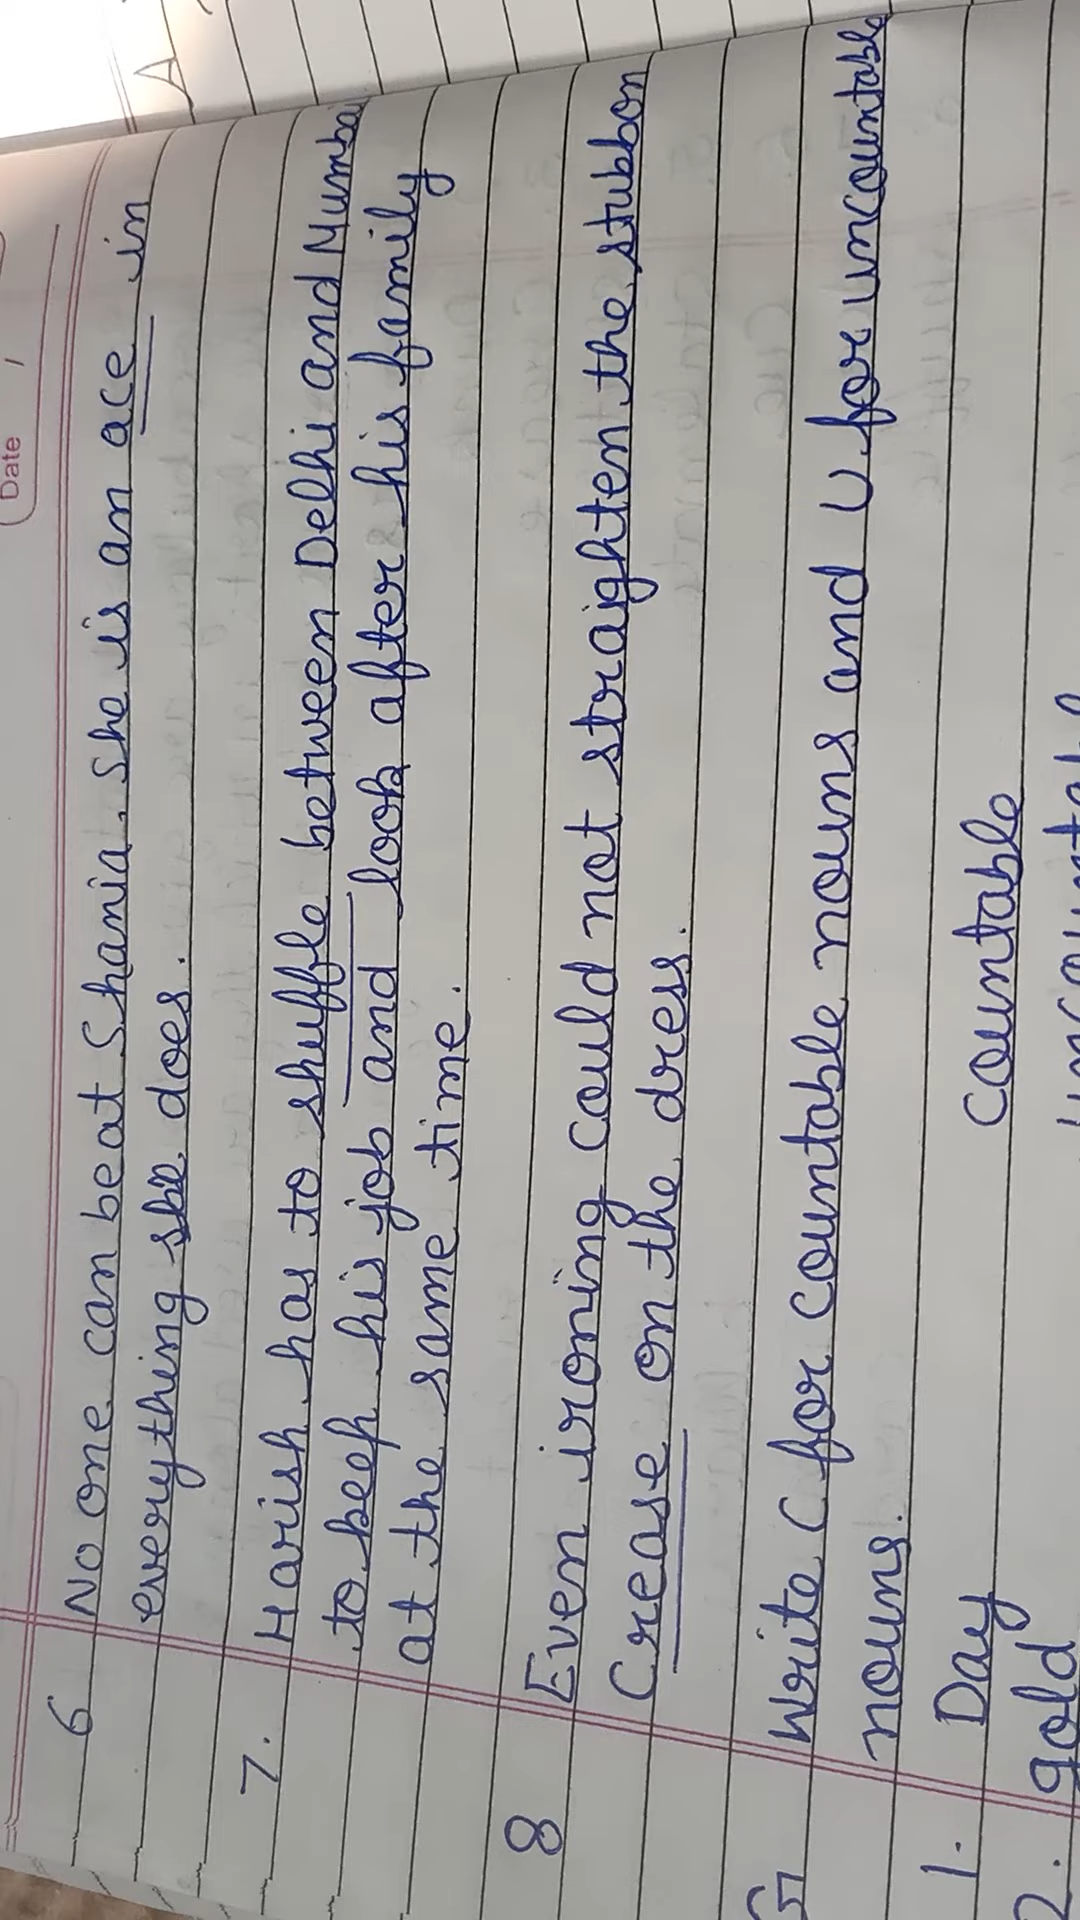 Date /
A
6 No one can beat Shania. She is an ace in
everything she does.
7. Harish has to shuffle between Delhi and Mumbai
to keep his job and look after his family
at the same time.
8 Even ironing could not straighten the stubbon
crease on the dress.
Write C for countable nouns and U for uncountable
nouns.
1. Day countable
2. gold uncountable